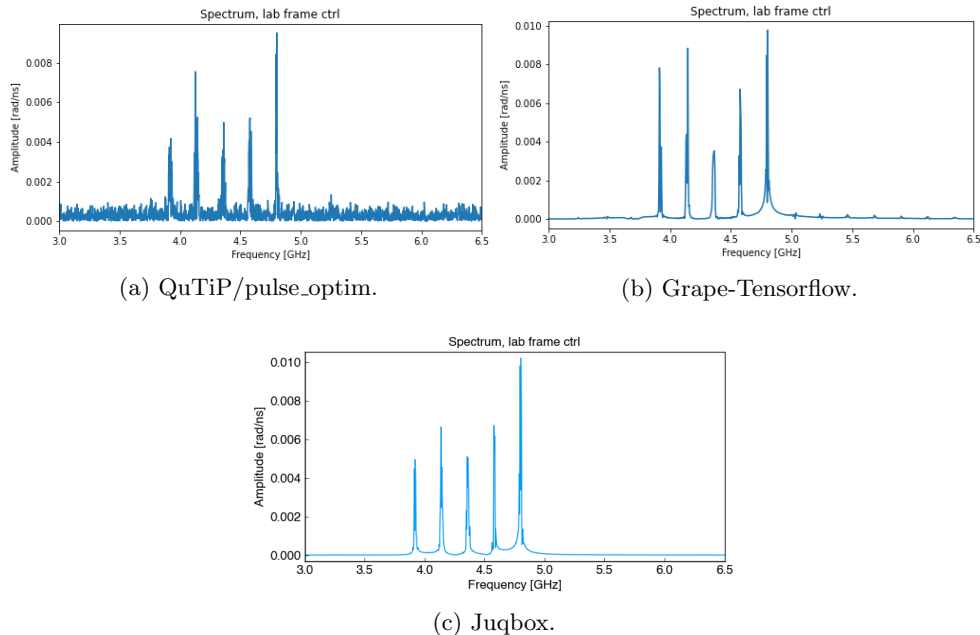 Spectrum, lab frame ctrl
Amplitude [rad/ns]
0.008
0.006
0.004
0.002
0.000
3.0 3.5 4.0 4.5 5.0 5.5 6.0 6.5
Frequency [GHz]
(a) QuTiP/pulse_optim.
Spectrum, lab frame ctrl
Amplitude [rad/ns]
0.010
0.008
0.006
0.004
0.002
0.000
3.0 3.5 4.0 4.5 5.0 5.5 6.0 6.5
Frequency [GHz]
(b) Grape-Tensorflow.
Spectrum, lab frame ctrl
Amplitude [rad/ns]
0.010
0.008
0.006
0.004
0.002
0.000
3.0 3.5 4.0 4.5 5.0 5.5 6.0 6.5
Frequency [GHz]
(c) Juqbox.